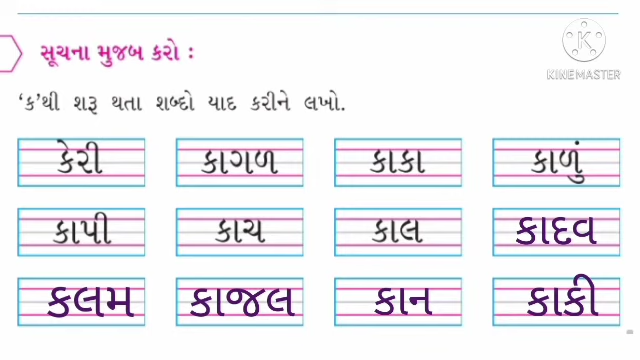 KINEMASTER
સૂચના મુજબ કરો :
‘ક’થી શરૂ થતા શબ્દો યાદ કરીને લખો.
કેરી કાગળ કાકા કાળું
કાપી કાચ કાલ કાદવ
કલમ કાજલ કાન કાકી